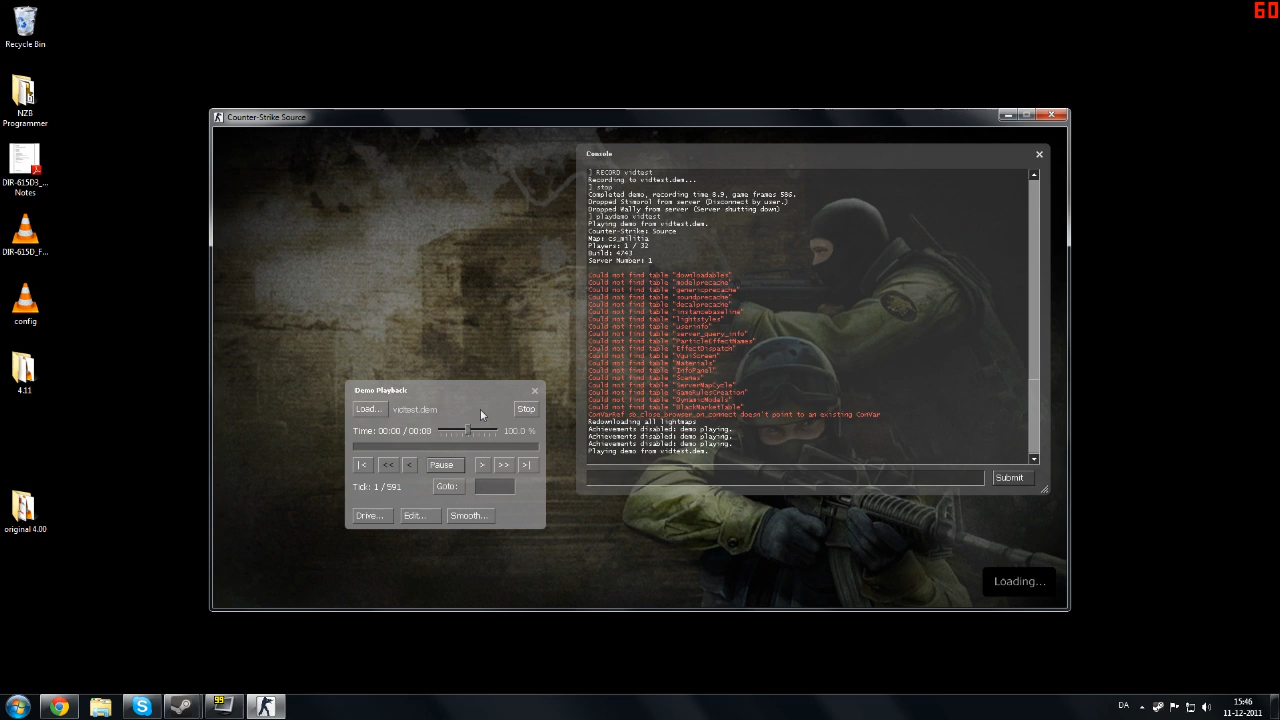 60
Recycle Bin
NZB
Programmer
DIR-615D3_...
Notes
DIR-615D_F...
config
4.11
original 4.00
Counter-Strike Source
Console
] RECORD vidtest
Recording to vidtest.dem...
] stop
Completed demo, recording time 8.9, game frames 586.
Dropped Stimorol from server (Disconnect by user.)
Dropped Wally from server (Server shutting down)
] playdemo vidtest
Playing demo from vidtest.dem.
Counter-Strike: Source
Map: cs_militia
Players: 1 / 32
Build: 4743
Server Number: 1
Could not find table "downloadables"
Could not find table "modelprecache"
Could not find table "genericprecache"
Could not find table "soundprecache"
Could not find table "decalprecache"
Could not find table "instancebaseline"
Could not find table "lightstyles"
Could not find table "userinfo"
Could not find table "server_query_info"
Could not find table "ParticleEffectNames"
Could not find table "EffectDispatch"
Could not find table "VguiScreen"
Could not find table "Materials"
Could not find table "InfoPanel"
Could not find table "Scenes"
Could not find table "ServerMapCycle"
Could not find table "GameRulesCreation"
Could not find table "DynamicModels"
Could not find table "BlackMarketTable"
ConVarRef sb_close_browser_on_connect doesn't point to an existing ConVar
Redownloading all lightmaps
Achievements disabled: demo playing.
Achievements disabled: demo playing.
Achievements disabled: demo playing.
Playing demo from vidtest.dem.
Submit
Demo Playback
Load... vidtest.dem Stop
Time: 00:00 / 00:08 100.0 %
|< << < Pause > >> >|
Tick: 1 / 591 Goto:
Drive... Edit... Smooth...
Loading...
99
DA
15:46
11-12-2011